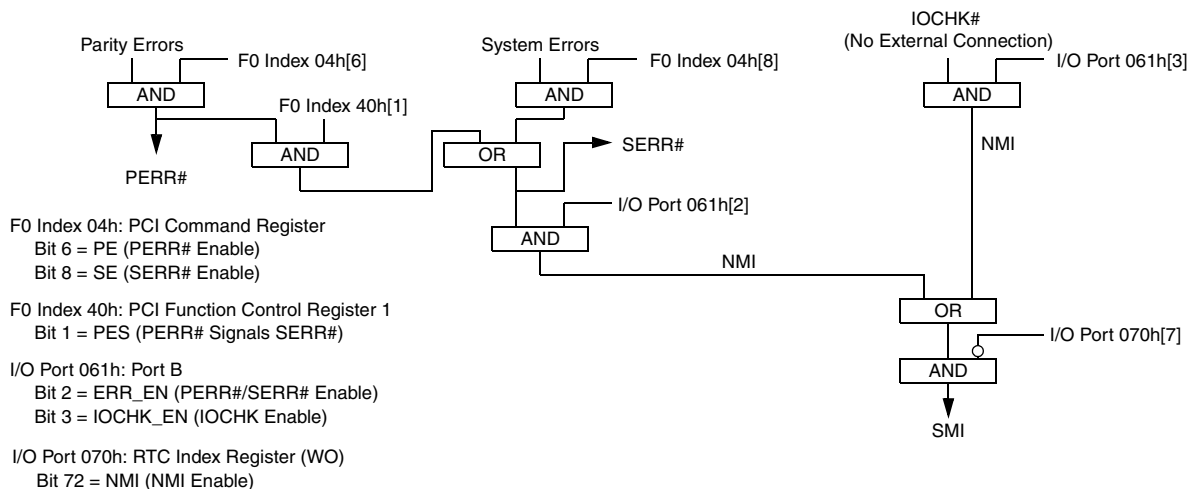 IOCHK#
(No External Connection)
Parity Errors
System Errors
F0 Index 04h[6]
F0 Index 04h[8]
I/O Port 061h[3]
AND
AND
AND
F0 Index 40h[1]
AND
OR
SERR#
NMI
PERR#
I/O Port 061h[2]
AND
NMI
F0 Index 04h: PCI Command Register
Bit 6 = PE (PERR# Enable)
Bit 8 = SE (SERR# Enable)
F0 Index 40h: PCI Function Control Register 1
Bit 1 = PES (PERR# Signals SERR#)
I/O Port 061h: Port B
Bit 2 = ERR_EN (PERR#/SERR# Enable)
Bit 3 = IOCHK_EN (IOCHK Enable)
I/O Port 070h: RTC Index Register (WO)
Bit 72 = NMI (NMI Enable)
OR
I/O Port 070h[7]
AND
SMI